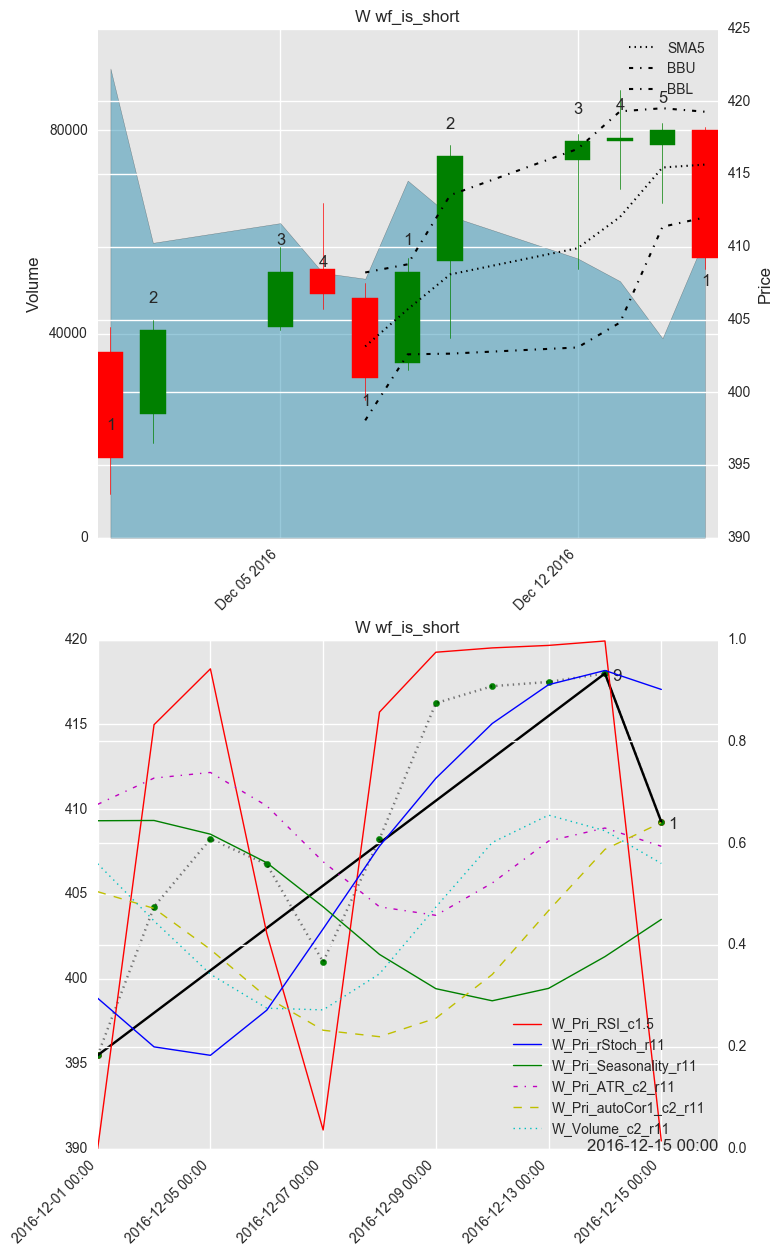 W wf_is_short
425
SMA5
BBU
BBL
420
5
4
3
2
80000
415
3
1
410
Volume
4
Price
2
1
405
40000
1
1
400
395
0
390
Dec 05 2016
Dec 12 2016
W wf_is_short
420
1.0
9
415
0.8
410
1
0.6
405
0.4
400
W_Pri_RSI_c1.5
W_Pri_rStoch_r11
395
0.2
W_Pri_Seasonality_r11
W_Pri_ATR_c2_r11
W_Pri_autoCor1_c2_r11
W_Volume_c2_r11
2016-12-15 00:00
390
0.0
2016-12-01 00:00
2016-12-05 00:00
2016-12-07 00:00
2016-12-09 00:00
2016-12-13 00:00
2016-12-15 00:00